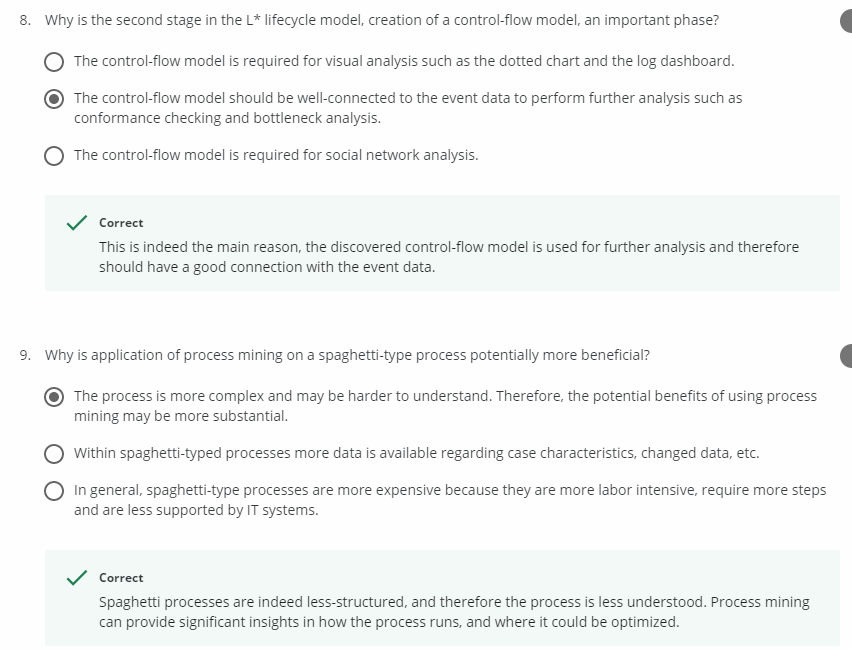 8. Why is the second stage in the L* lifecycle model, creation of a control-flow model, an important phase?
The control-flow model is required for visual analysis such as the dotted chart and the log dashboard.
The control-flow model should be well-connected to the event data to perform further analysis such as
conformance checking and bottleneck analysis.
The control-flow model is required for social network analysis.
Correct
This is indeed the main reason, the discovered control-flow model is used for further analysis and therefore
should have a good connection with the event data.
9. Why is application of process mining on a spaghetti-type process potentially more beneficial?
The process is more complex and may be harder to understand. Therefore, the potential benefits of using process
mining may be more substantial.
Within spaghetti-typed processes more data is available regarding case characteristics, changed data, etc.
In general, spaghetti-type processes are more expensive because they are more labor intensive, require more steps
and are less supported by IT systems.
Correct
Spaghetti processes are indeed less-structured, and therefore the process is less understood. Process mining
can provide significant insights in how the process runs, and where it could be optimized.